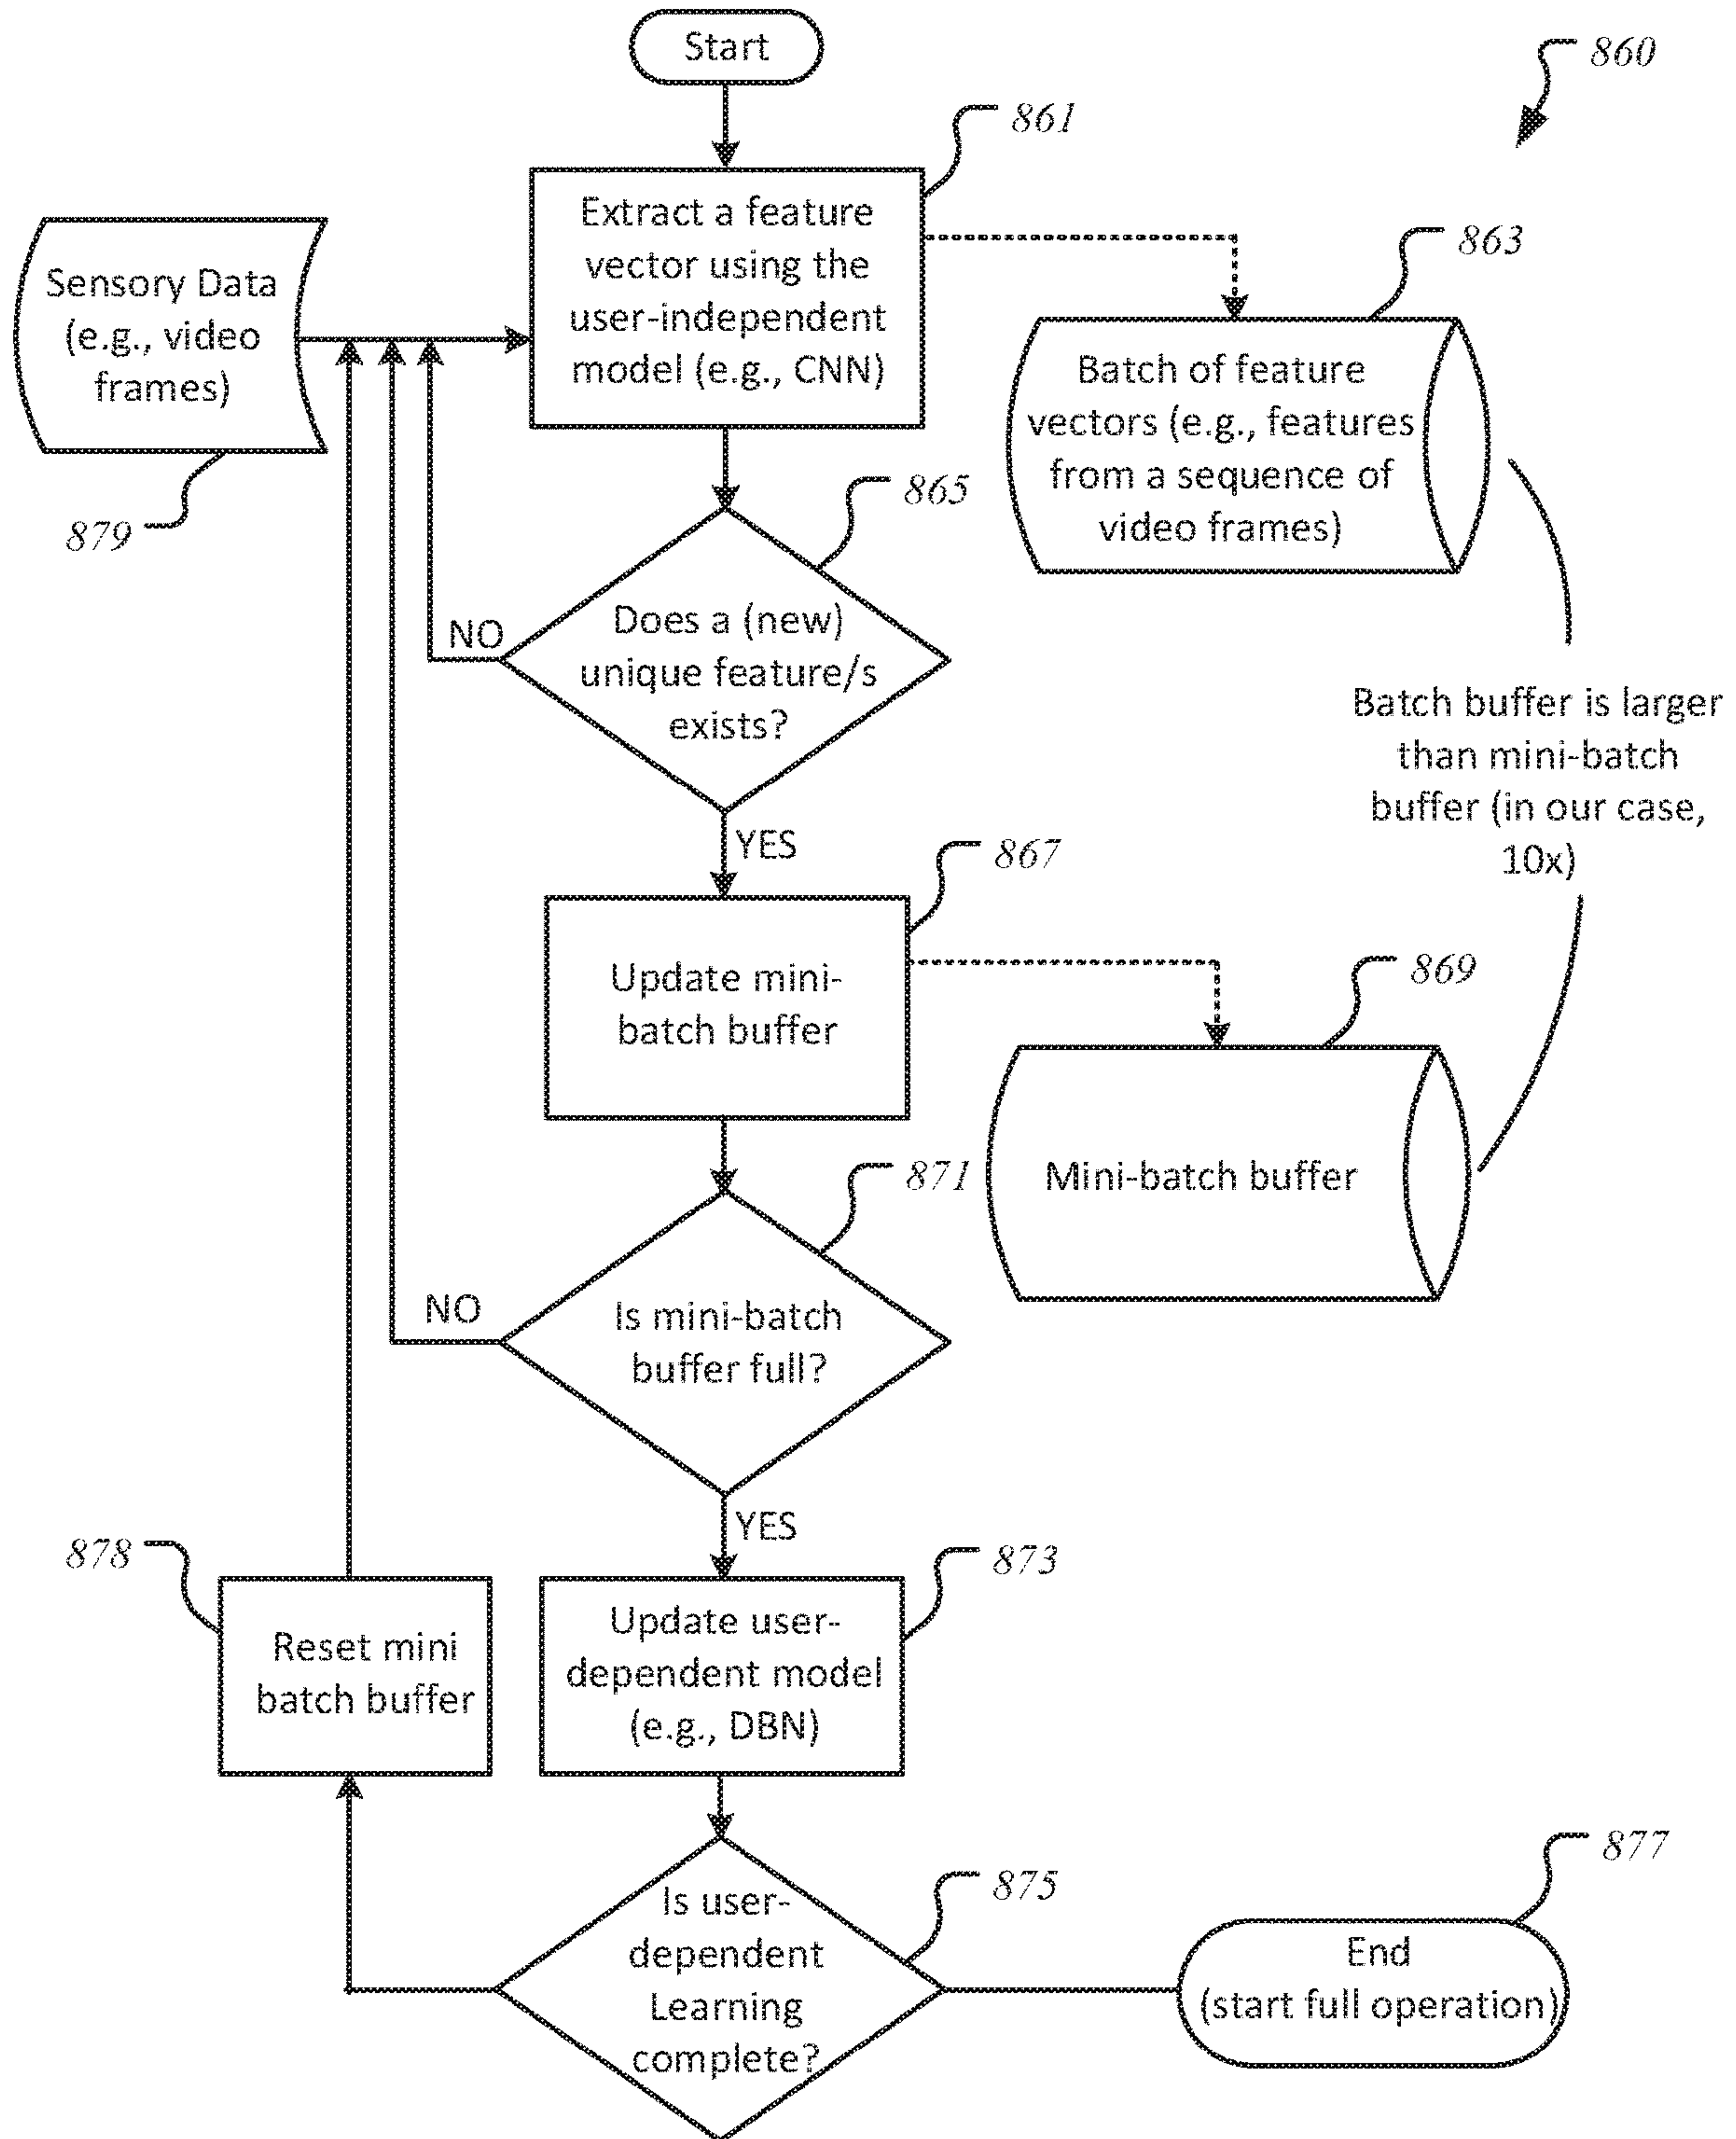 Start
860
861
Extract a feature
vector using the
user-independent
model (e.g., CNN)
Sensory Data
(e.g., video
frames)
879
863
Batch of feature
vectors (e.g., features
from a sequence of
video frames)
865
Does a (new)
unique feature/s
exists?
NO
YES
Batch buffer is larger
than mini-batch
buffer (in our case,
10x)
867
Update mini-
batch buffer
869
Mini-batch buffer
871
Is mini-batch
buffer full?
NO
YES
878
Reset mini
batch buffer
873
Update user-
dependent model
(e.g., DBN)
875
Is user-
dependent
Learning
complete?
877
End
(start full operation)